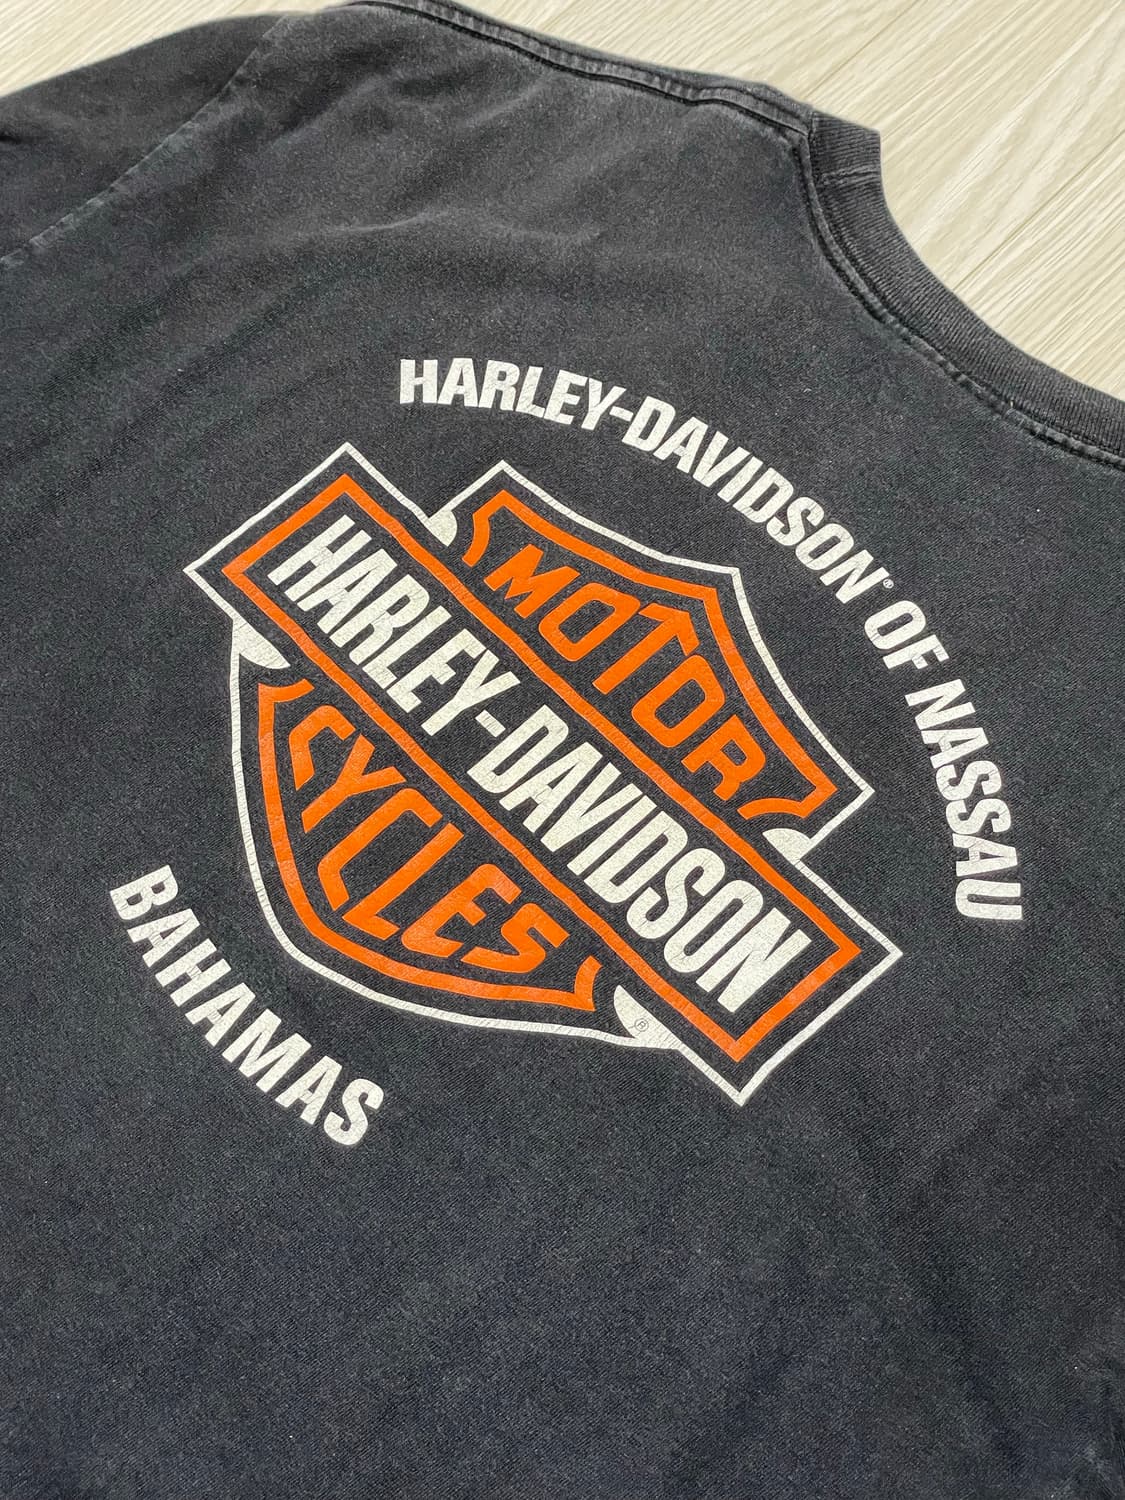 HARLEY-DAVIDSON® OF NASSAU
MOTOR
HARLEY-DAVIDSON
CYCLES
®
BAHAMAS